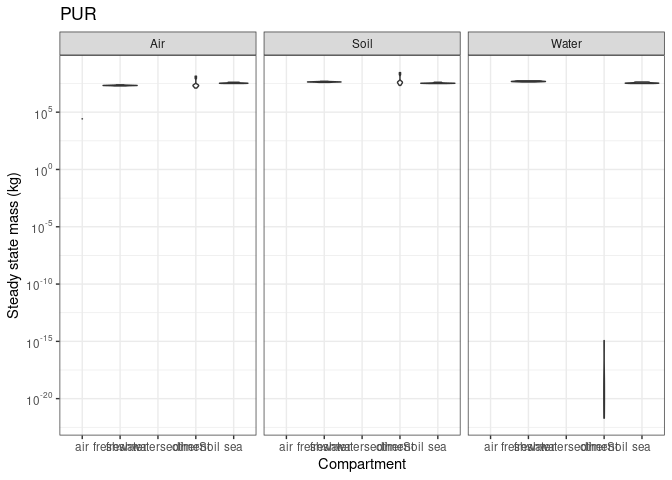 PUR
Air Soil Water
10^5
10^0
10^-5
10^-10
10^-15
10^-20
Steady state mass (kg)
air sea
air sea
air sea
Compartment